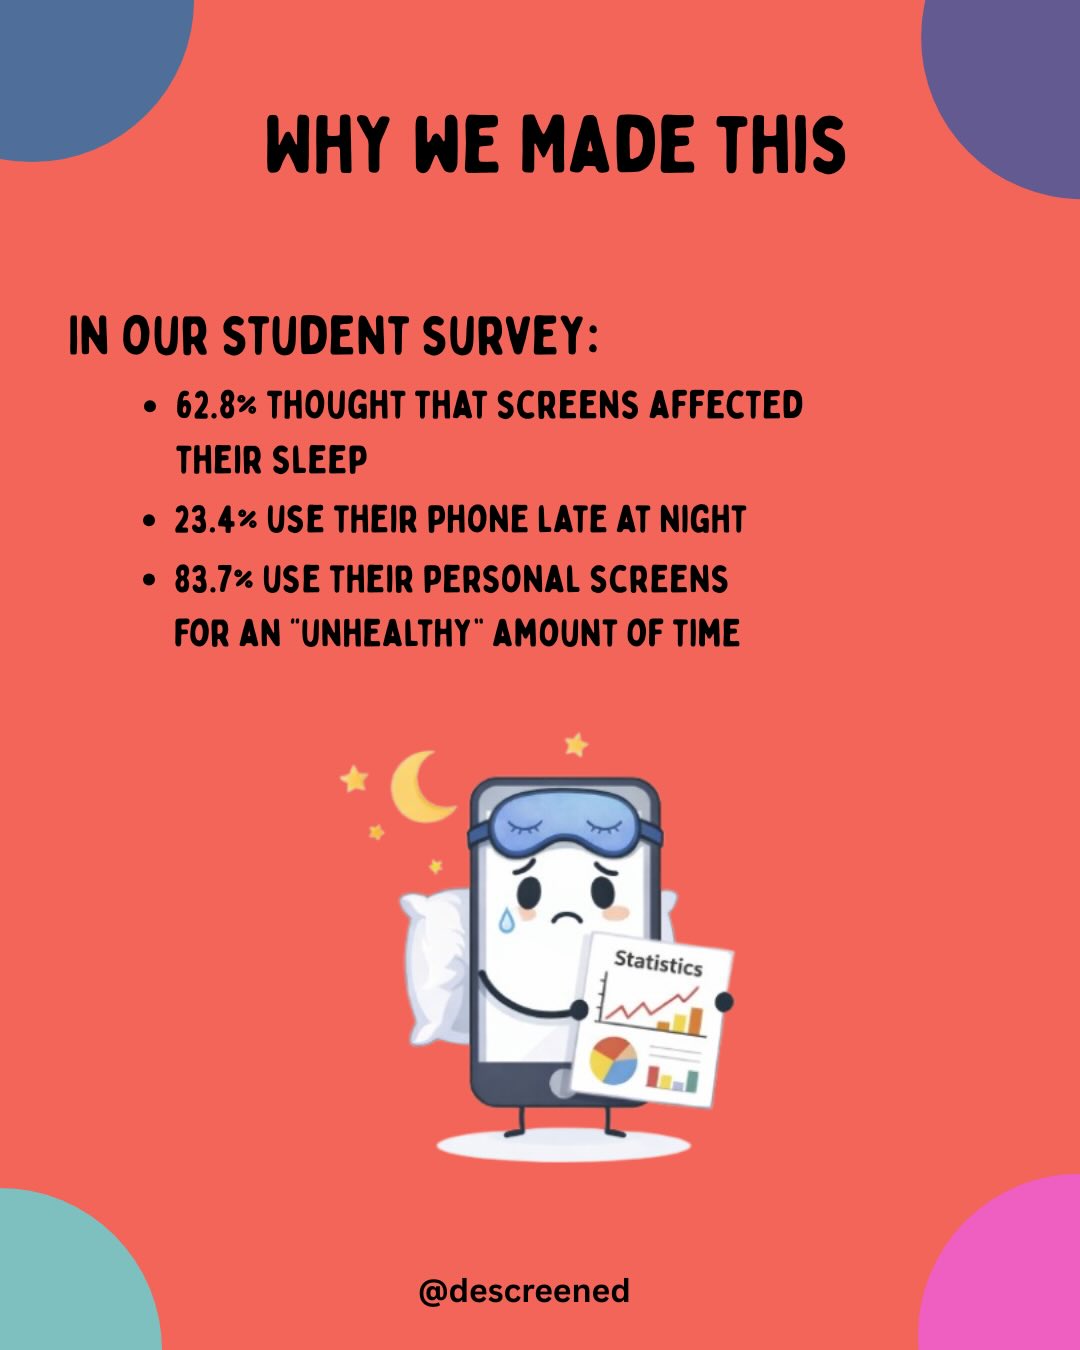 WHY WE MADE THIS
IN OUR STUDENT SURVEY:
• 62.8% THOUGHT THAT SCREENS AFFECTED
THEIR SLEEP
• 23.4% USE THEIR PHONE LATE AT NIGHT
• 83.7% USE THEIR PERSONAL SCREENS
FOR AN "UNHEALTHY" AMOUNT OF TIME
Statistics
@descreened